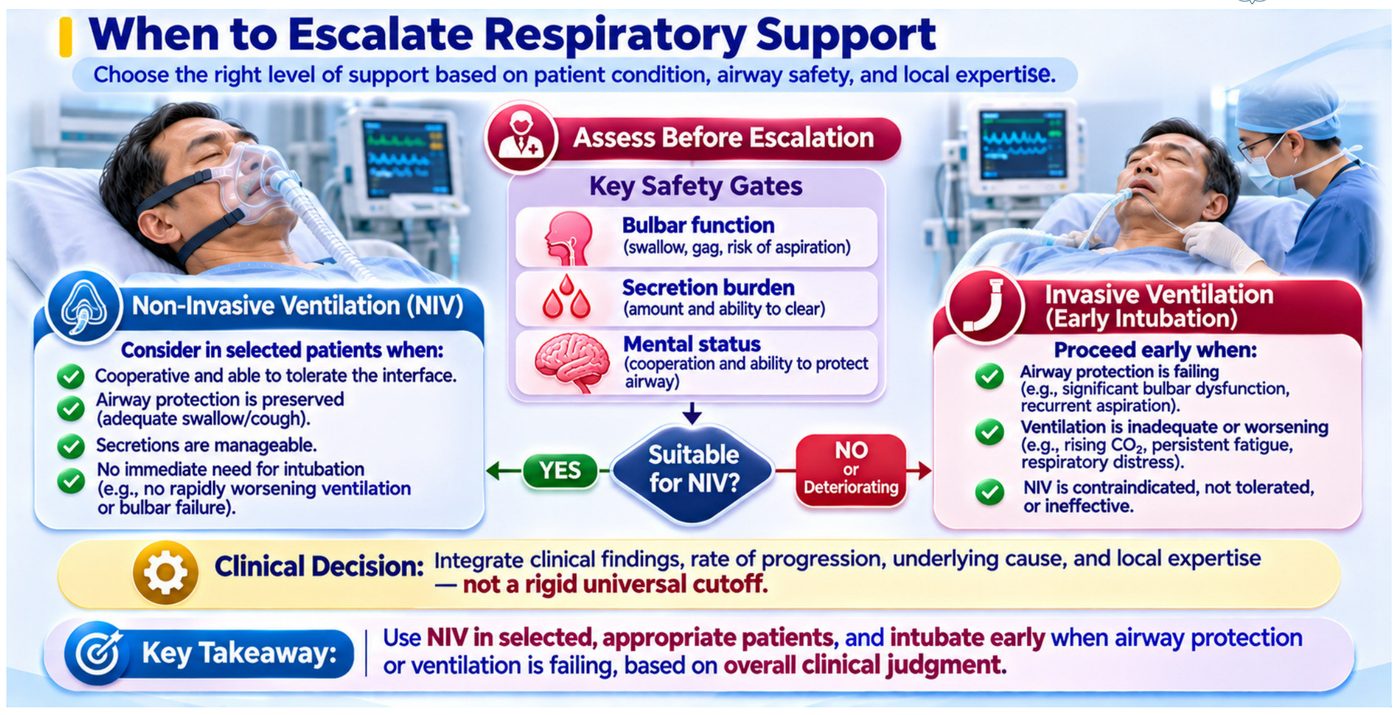 When to Escalate Respiratory Support
Choose the right level of support based on patient condition, airway safety, and local expertise.
Assess Before Escalation
Key Safety Gates
Bulbar function
(swallow, gag, risk of aspiration)
Secretion burden
(amount and ability to clear)
Mental status
(cooperation and ability to protect
airway)
Suitable
for NIV?
YES
NO
or
Deteriorating
Non-Invasive Ventilation (NIV)
Consider in selected patients when:
Cooperative and able to tolerate the interface.
Airway protection is preserved
(adequate swallow/cough).
Secretions are manageable.
No immediate need for intubation
(e.g., no rapidly worsening ventilation
or bulbar failure).
Invasive Ventilation
(Early Intubation)
Proceed early when:
Airway protection is failing
(e.g., significant bulbar dysfunction,
recurrent aspiration).
Ventilation is inadequate or worsening
(e.g., rising CO₂, persistent fatigue,
respiratory distress).
NIV is contraindicated, not tolerated,
or ineffective.
Clinical Decision: Integrate clinical findings, rate of progression, underlying cause, and local expertise
— not a rigid universal cutoff.
Key Takeaway: Use NIV in selected, appropriate patients, and intubate early when airway protection
or ventilation is failing, based on overall clinical judgment.